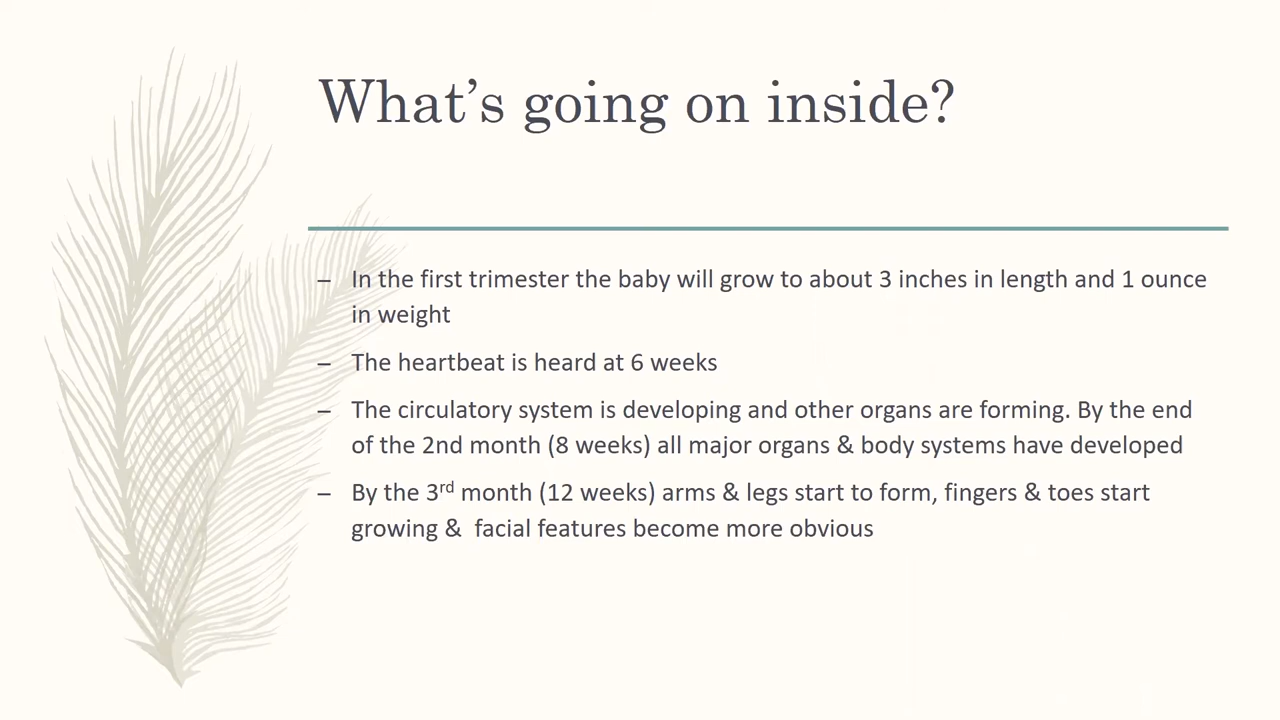 What's going on inside?
– In the first trimester the baby will grow to about 3 inches in length and 1 ounce
in weight
– The heartbeat is heard at 6 weeks
– The circulatory system is developing and other organs are forming. By the end
of the 2nd month (8 weeks) all major organs & body systems have developed
– By the 3rd month (12 weeks) arms & legs start to form, fingers & toes start
growing &  facial features become more obvious